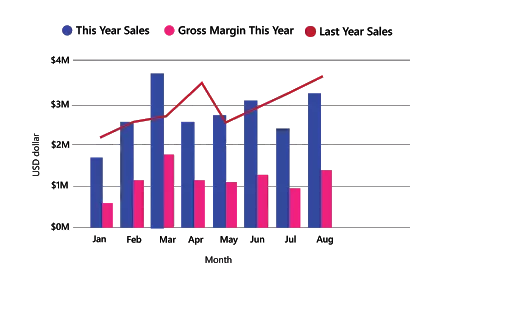 This Year Sales Gross Margin This Year Last Year Sales
$4M
$3M
$2M
$1M
$0M
USD dollar
Jan Feb Mar Apr May Jun Jul Aug
Month